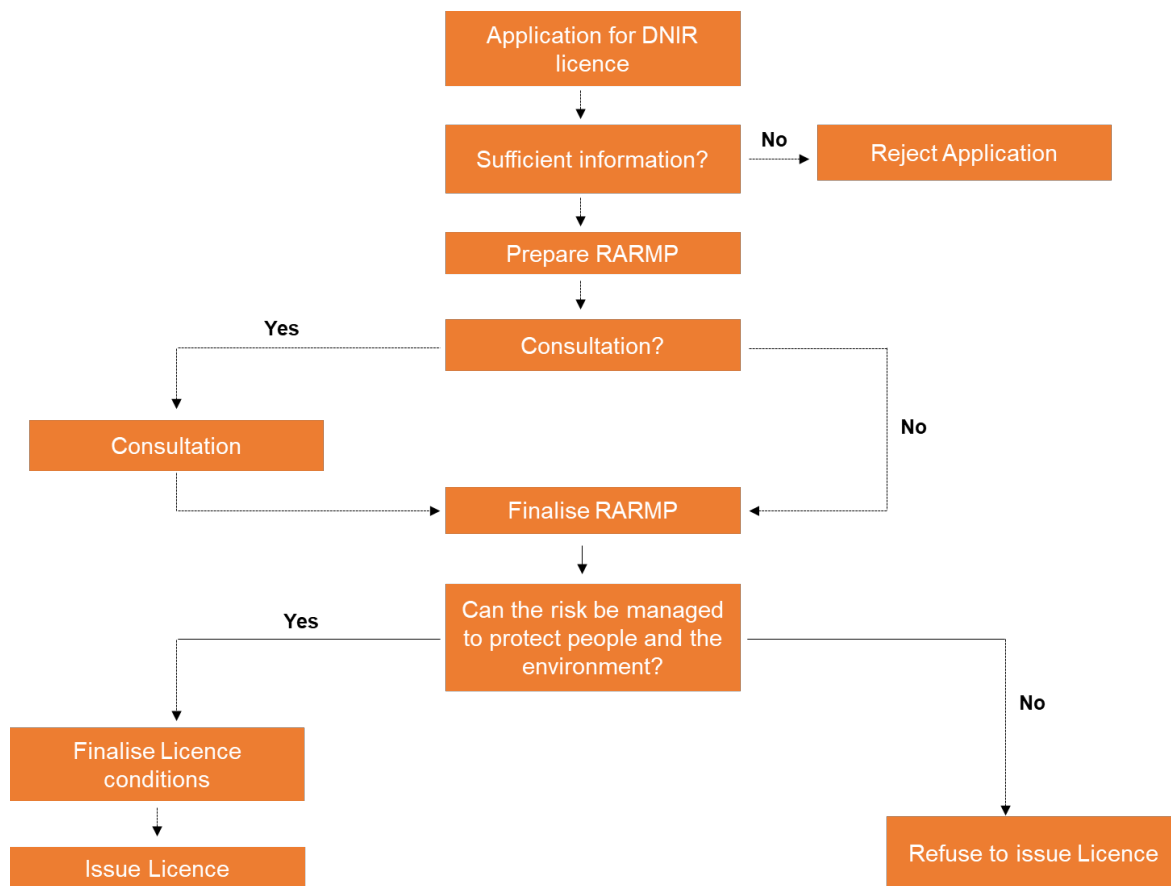 Application for DNIR
licence
Sufficient information?
No
Reject Application
Prepare RARMP
Yes
Consultation?
Consultation
No
Finalise RARMP
Yes
Can the risk be managed
to protect people and the
environment?
No
Finalise Licence
conditions
Issue Licence
Refuse to issue Licence